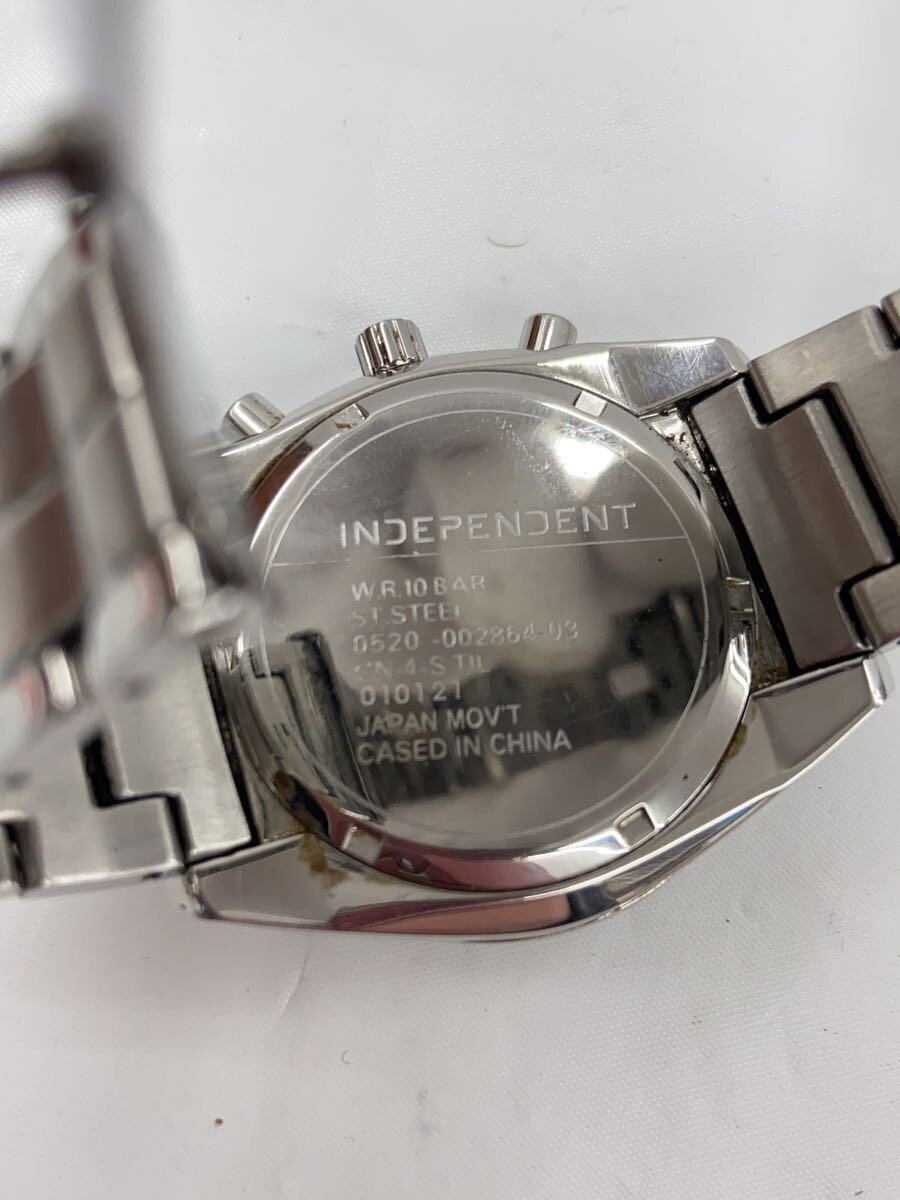 INDEPENDENT
W.R.10 BAR
ST.STEEL
0520 -002864-03
010121
JAPAN MOV'T
CASED IN CHINA